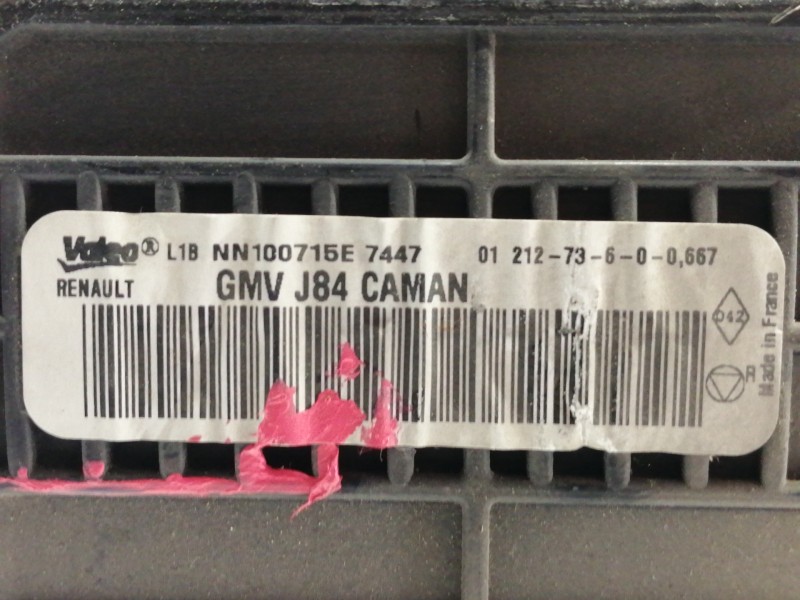 Valeo® L1B NN100715E 7447 01 212-73-6-0-0,667
RENAULT GMV J84 CAMAN
042
R
Made in France